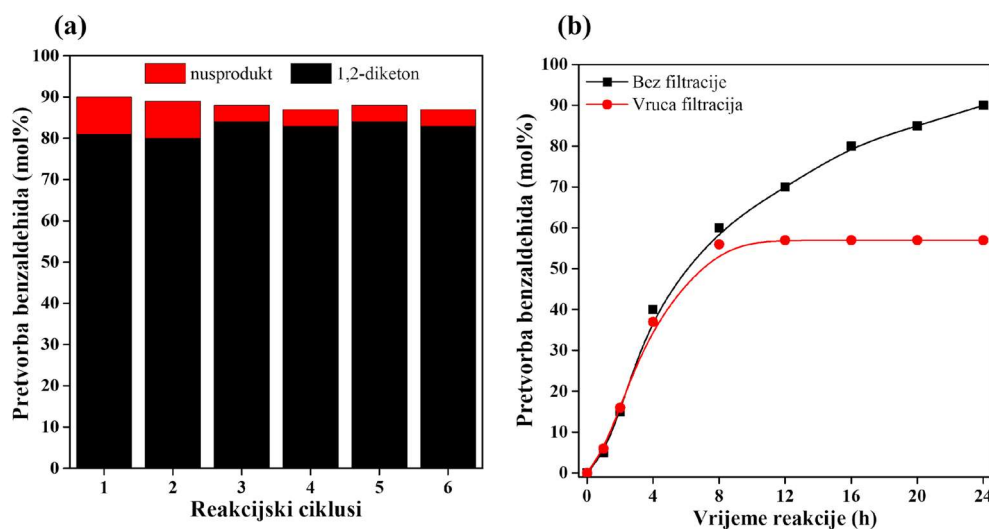 (a)
100
90
80
70
60
50
40
30
20
10
0
nusprodukt 1,2-diketon
Pretvorba benzaldehida (mol%)
1 2 3 4 5 6
Reakcijski ciklusi
(b)
100
90
80
70
60
50
40
30
20
10
0
Bez filtracije
Vruca filtracija
Pretvorba benzaldehida (mol%)
0 4 8 12 16 20 24
Vrijeme reakcije (h)